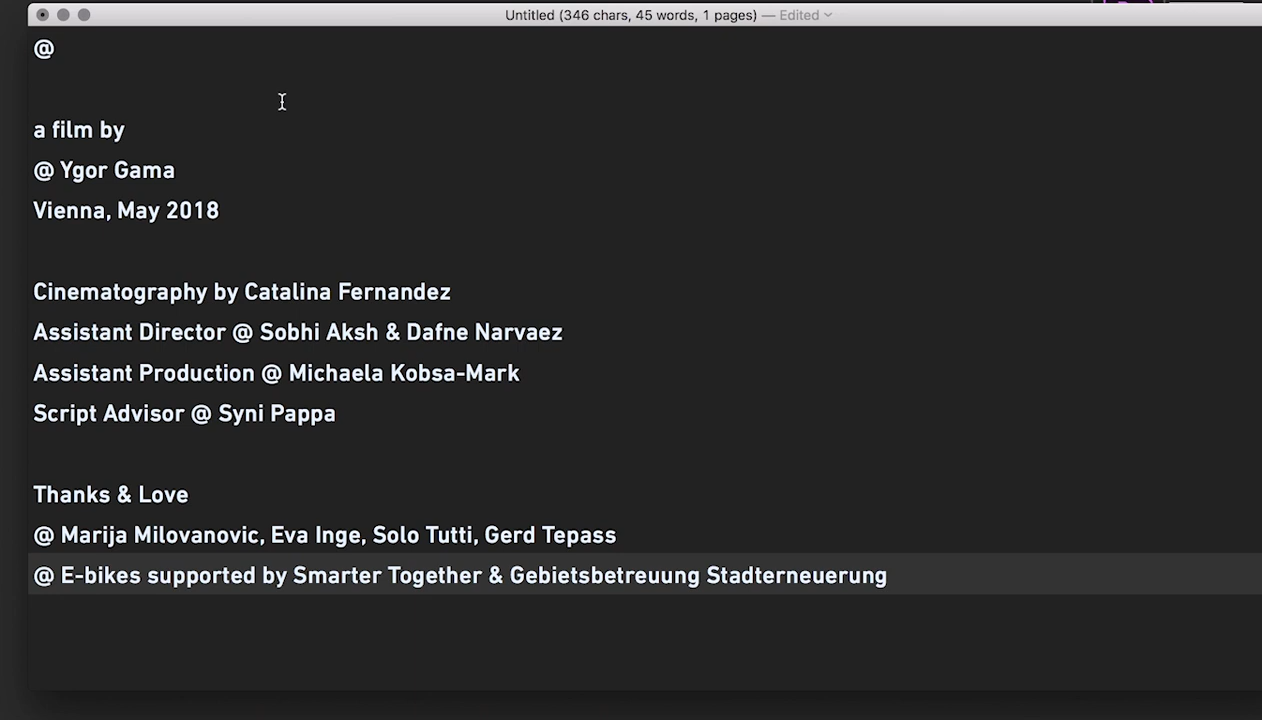 Untitled (346 chars, 45 words, 1 pages) — Edited
@
a film by
@ Ygor Gama
Vienna, May 2018
Cinematography by Catalina Fernandez
Assistant Director @ Sobhi Aksh & Dafne Narvaez
Assistant Production @ Michaela Kobsa-Mark
Script Advisor @ Syni Pappa
Thanks & Love
@ Marija Milovanovic, Eva Inge, Solo Tutti, Gerd Tepass
@ E-bikes supported by Smarter Together & Gebietsbetreuung Stadterneuerung